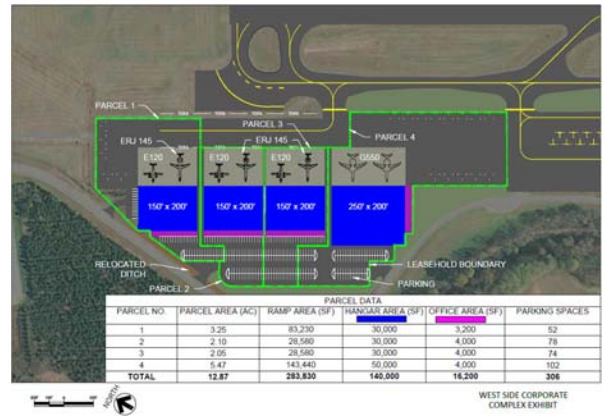 PARCEL 1
PARCEL 3
ERJ 145
ERJ 145
PARCEL 4
E120
E120
E120
G550
150' x 200'
150' x 200'
150' x 200'
250' x 200'
RELOCATED
DITCH
PARCEL 2
LEASEHOLD BOUNDARY
PARKING
PARCEL DATA
PARCEL NO. PARCEL AREA (AC) RAMP AREA (SF) HANGAR AREA (SF) OFFICE AREA (SF) PARKING SPACES
1 3.25 83,230 30,000 3,200 52
2 2.10 28,580 30,000 4,000 78
3 2.05 28,580 30,000 4,000 74
4 5.47 143,440 50,000 4,000 102
TOTAL 12.87 283,830 140,000 15,200 306
NORTH
WEST SIDE CORPORATE
COMPLEX EXHIBIT